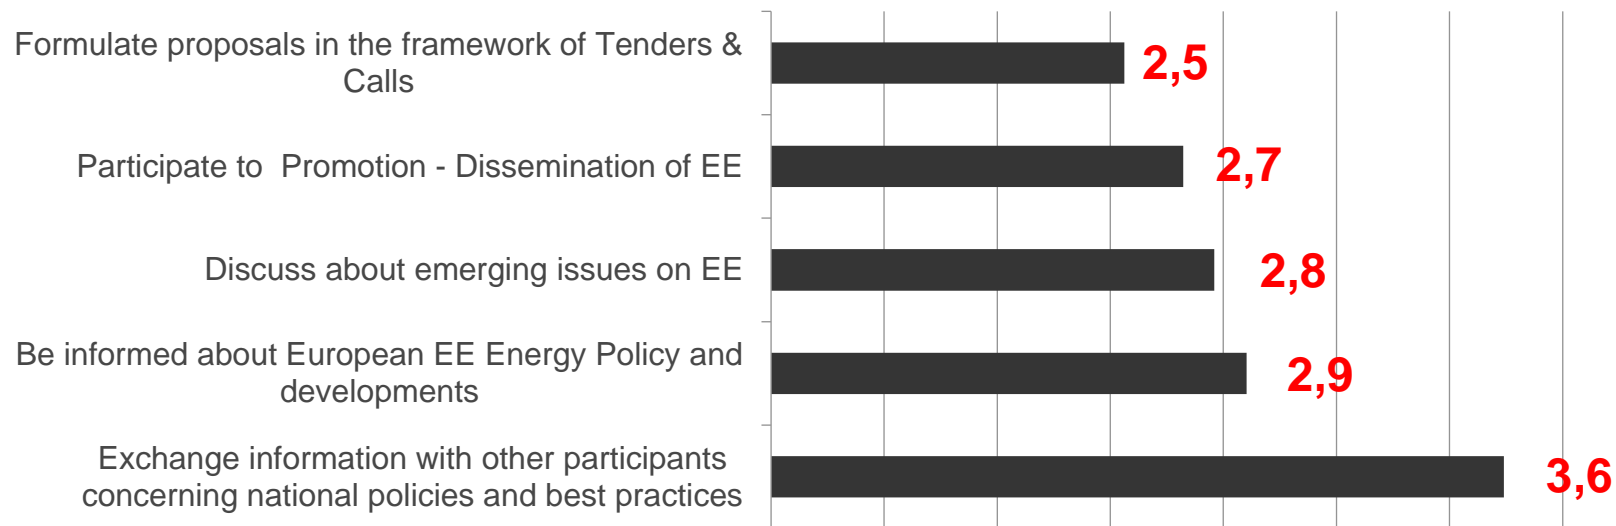 Formulate proposals in the framework of Tenders &
Calls
2,5
Participate to  Promotion - Dissemination of EE
2,7
Discuss about emerging issues on EE
2,8
Be informed about European EE Energy Policy and
developments
2,9
Exchange information with other participants
concerning national policies and best practices
3,6